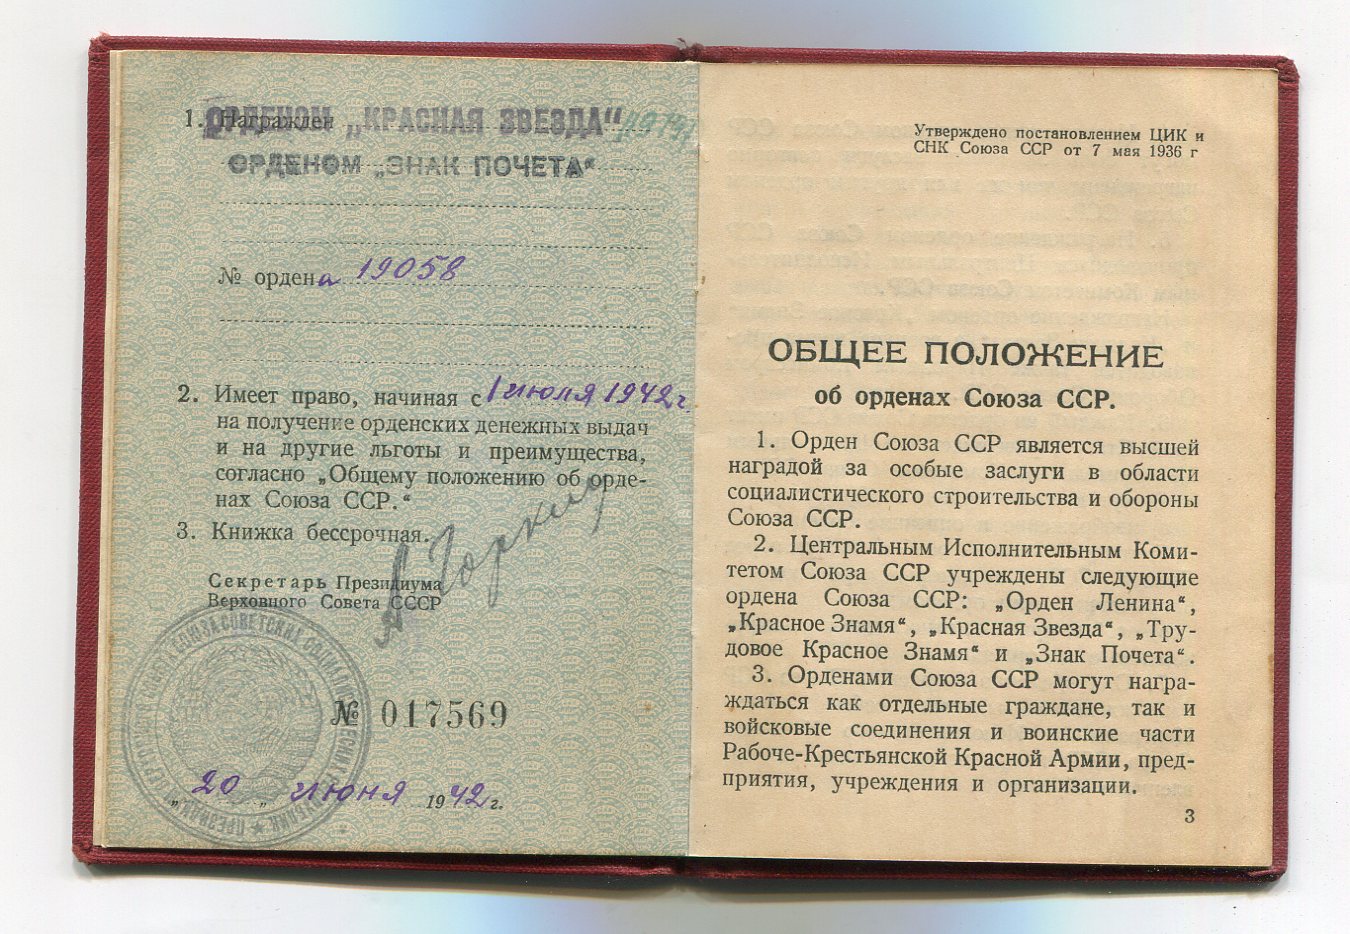 1. Награжден
ОРДЕНОМ „КРАСНАЯ ЗВЕЗДА“
ОРДЕНОМ „ЗНАК ПОЧЕТА“
№ ордена 19058
2. Имеет право, начиная с 1 июля 1942 г.
на получение орденских денежных выдач
и на другие льготы и преимущества,
согласно „Общему положению об орде-
нах Союза ССР.“
3. Книжка бессрочная.
Секретарь Президиума
Верховного Совета СССР
А Горкин
№ 017569
„20„ июня 1942 г.
Утверждено постановлением ЦИК и
СНК Союза ССР от 7 мая 1936 г
ОБЩЕЕ ПОЛОЖЕНИЕ
об орденах Союза ССР.
1. Орден Союза ССР является высшей
наградой за особые заслуги в области
социалистического строительства и обороны
Союза ССР.
2. Центральным Исполнительным Коми-
тетом Союза ССР учреждены следующие
ордена Союза ССР: „Орден Ленина“,
„Красное Знамя“, „Красная Звезда“, „Тру-
довое Красное Знамя“ и „Знак Почета“.
3. Орденами Союза ССР могут награ-
ждаться как отдельные граждане, так и
войсковые соединения и воинские части
Рабоче-Крестьянской Красной Армии, пред-
приятия, учреждения и организации.
3